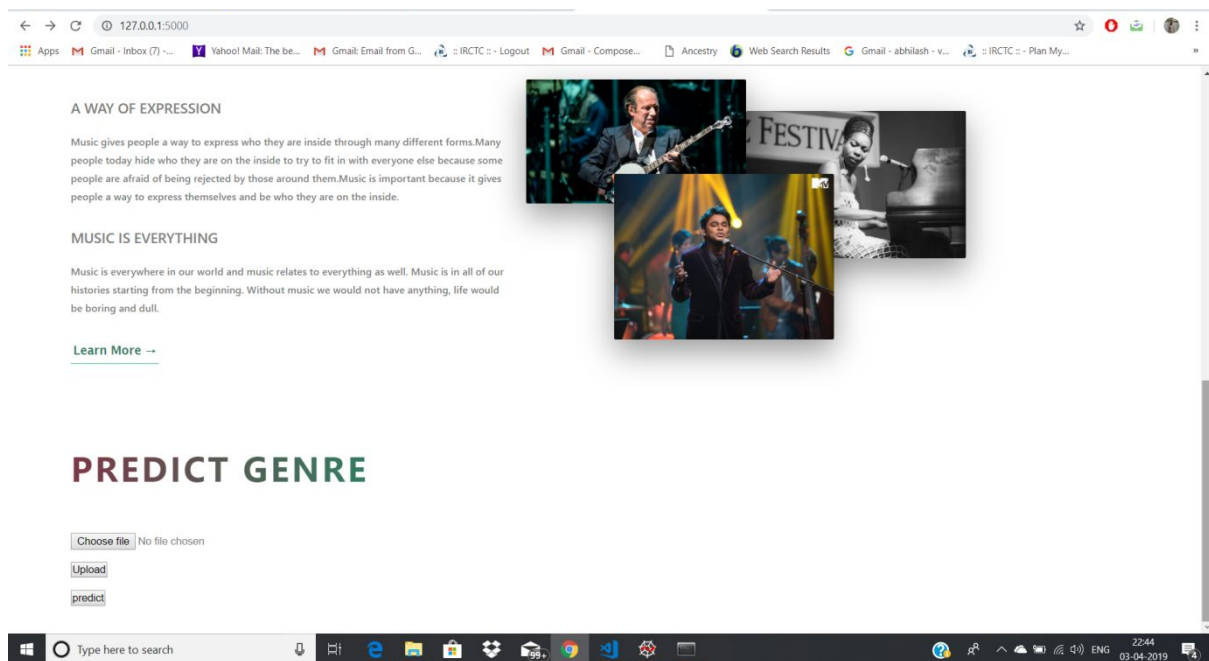 127.0.0.1:5000
Apps
Gmail - Inbox (7) -...
Yahoo! Mail: The be...
Gmail: Email from G...
:: IRCTC :: - Logout
Gmail - Compose...
Ancestry
Web Search Results
Gmail - abhilash - v...
:: IRCTC :: - Plan My...
A WAY OF EXPRESSION
Music gives people a way to express who they are inside through many different forms.Many
people today hide who they are on the inside to try to fit in with everyone else because some
people are afraid of being rejected by those around them.Music is important because it gives
people a way to express themselves and be who they are on the inside.
MUSIC IS EVERYTHING
Music is everywhere in our world and music relates to everything as well. Music is in all of our
histories starting from the beginning. Without music we would not have anything, life would
be boring and dull.
Learn More →
Z FESTIV
PREDICT GENRE
Choose file No file chosen
Upload
predict
Type here to search
99+
ENG
22:44
03-04-2019
4